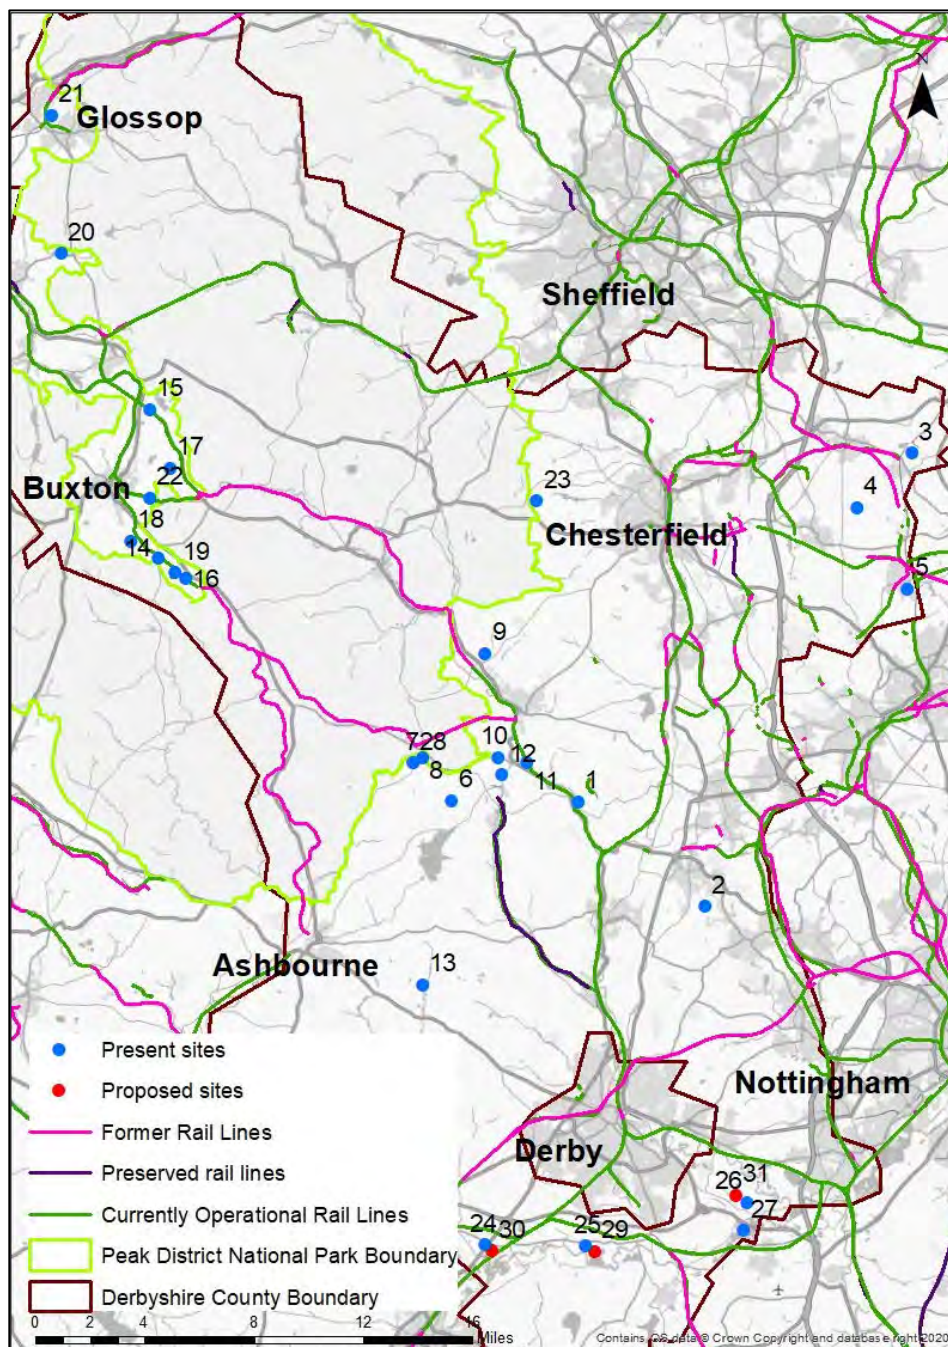 N
21
Glossop
20
Sheffield
15
3
17
Buxton
22
23
4
18
Chesterfield
14
19
16
5
9
7
28
10
8
12
6
11
1
2
Ashbourne
13
Nottingham
Derby
31
26
27
24
30
25
29
Present sites
Proposed sites
Former Rail Lines
Preserved rail lines
Currently Operational Rail Lines
Peak District National Park Boundary
Derbyshire County Boundary
0
4
8
12
16
Miles
Contains OS data © Crown Copyright and database right 2020